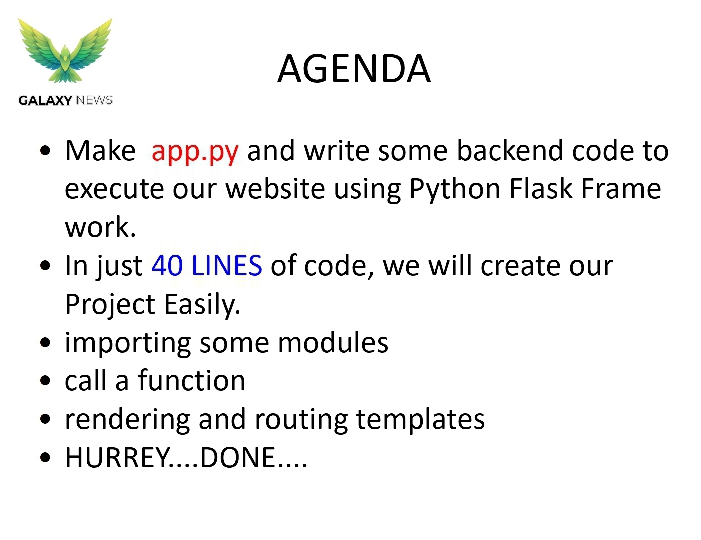 GALAXY NEWS
AGENDA
• Make app.py and write some backend code to
execute our website using Python Flask Frame
work.
• In just 40 LINES of code, we will create our
Project Easily.
• importing some modules
• call a function
• rendering and routing templates
• HURREY....DONE....